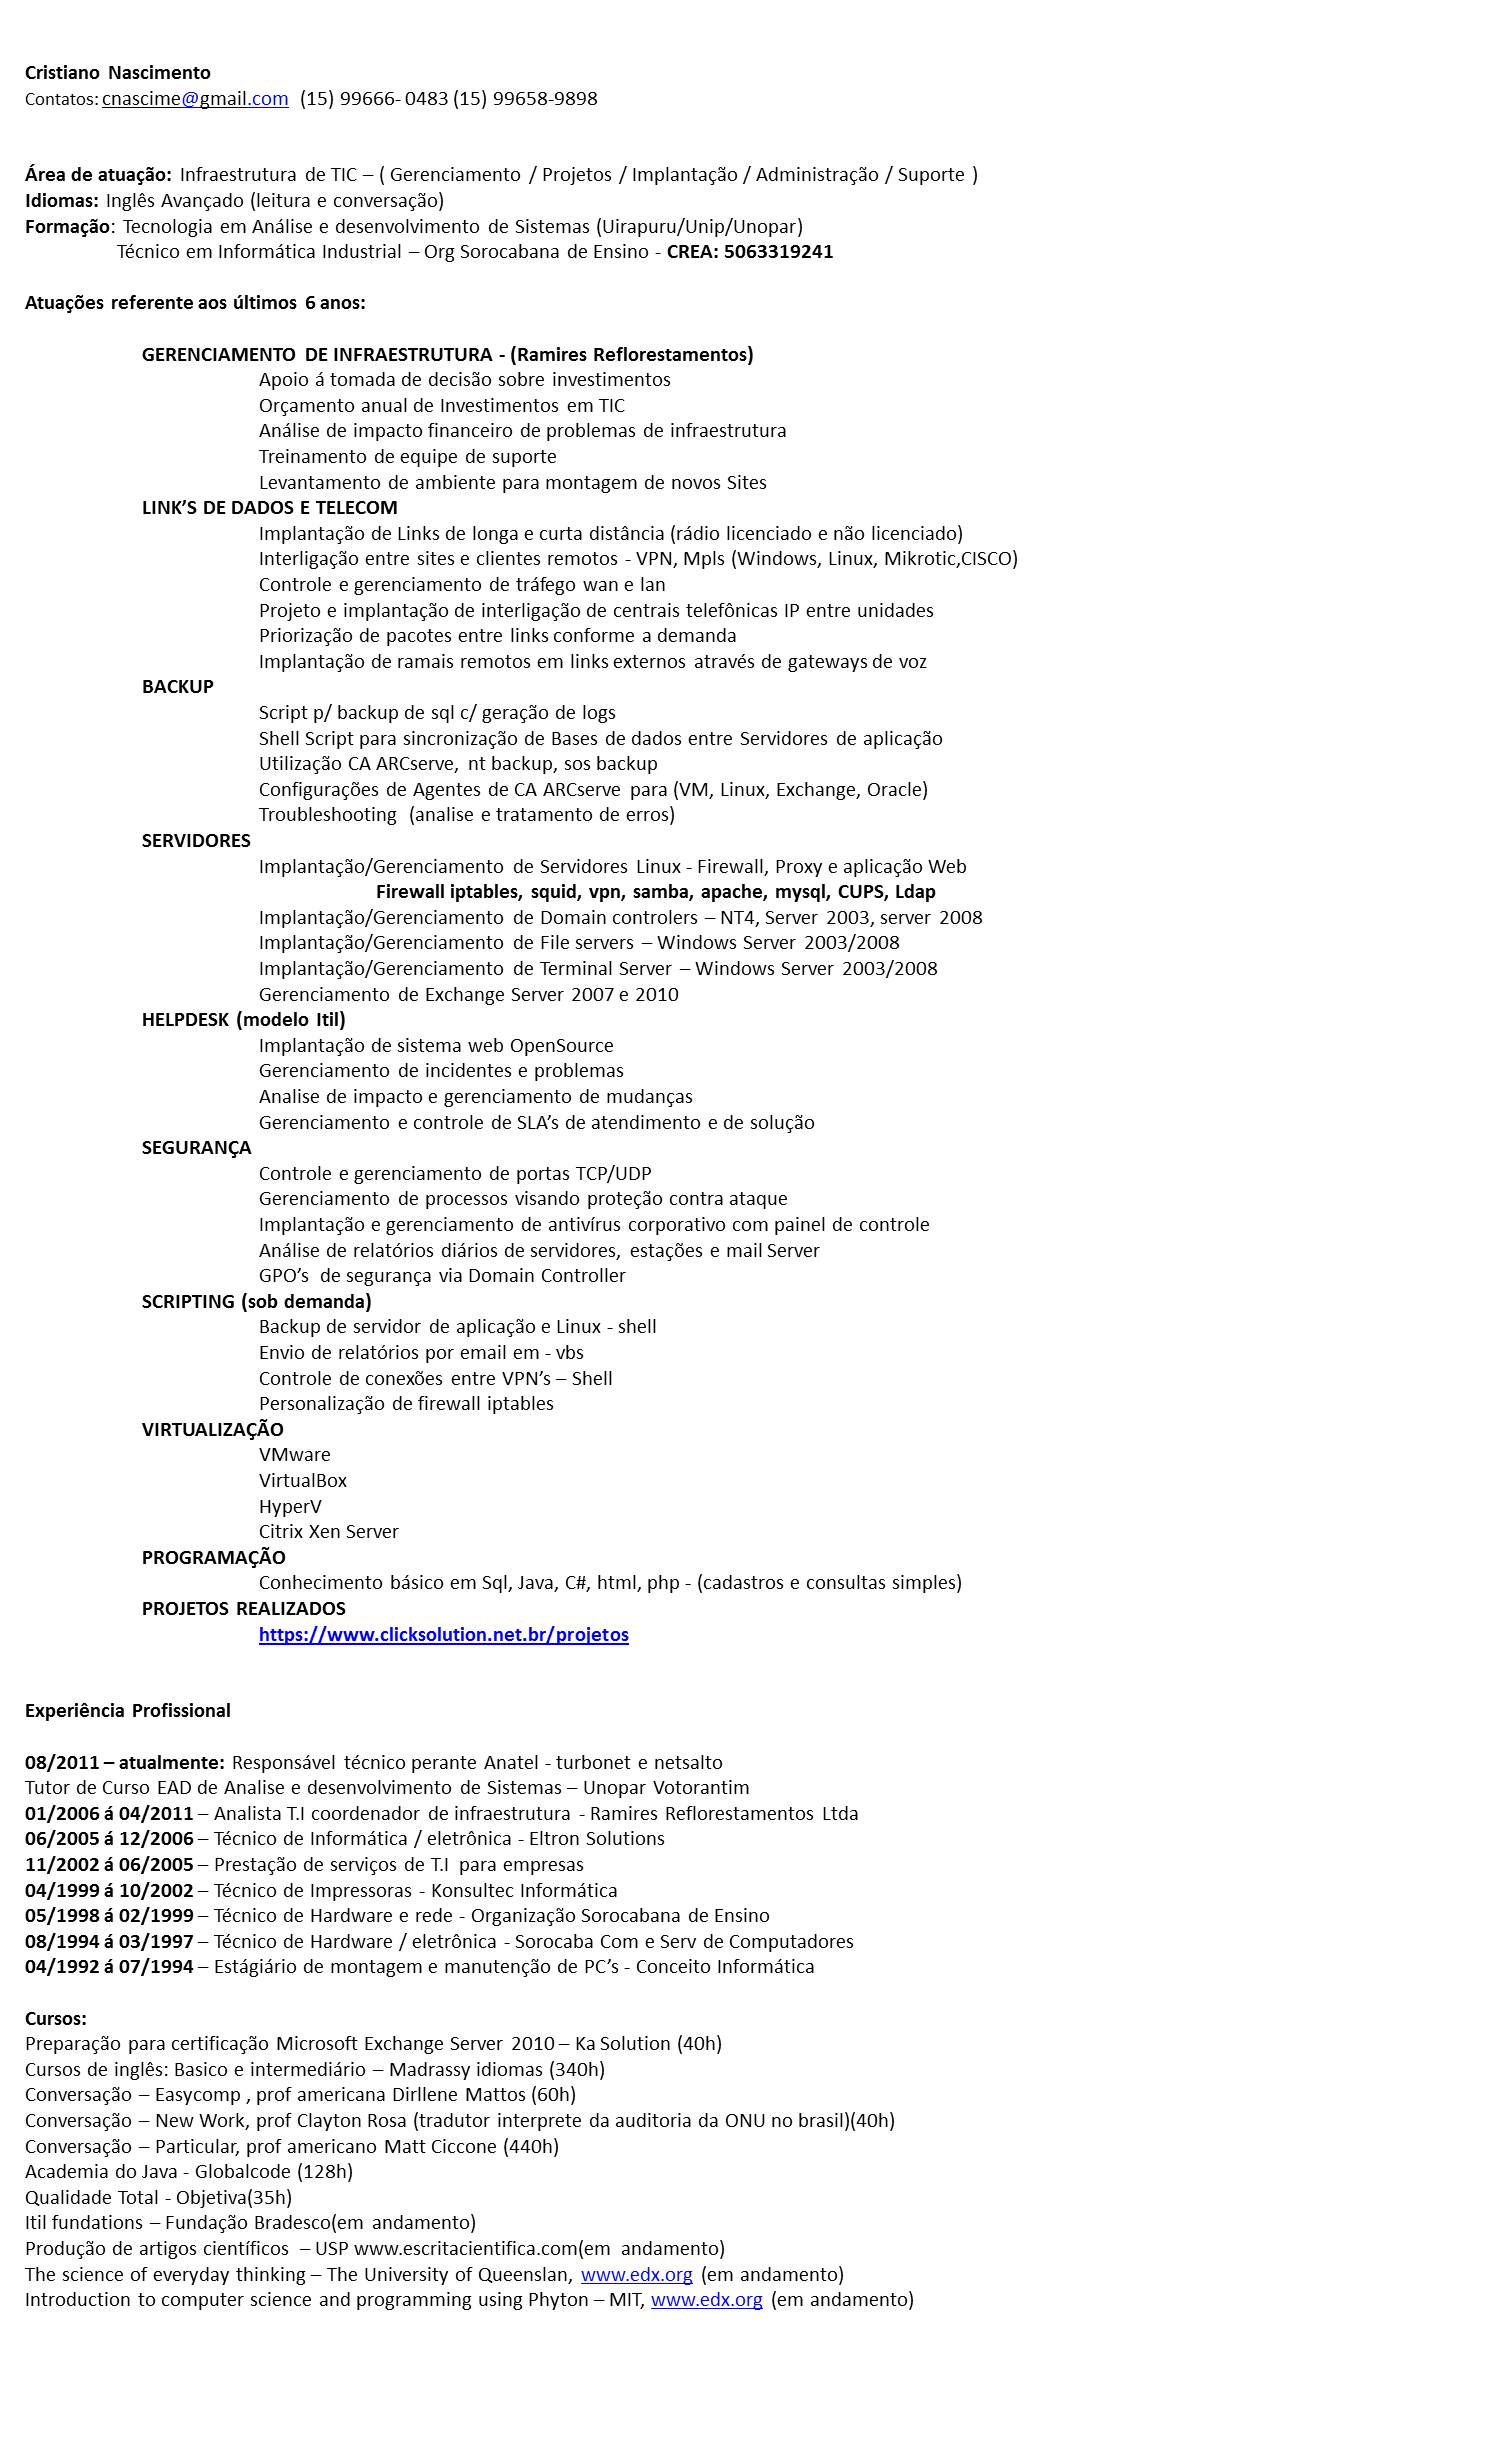 Cristiano Nascimento
Contatos: cnascime@gmail.com (15) 99666- 0483 (15) 99658-9898
Área de atuação: Infraestrutura de TIC – ( Gerenciamento / Projetos / Implantação / Administração / Suporte )
Idiomas: Inglês Avançado (leitura e conversação)
Formação: Tecnologia em Análise e desenvolvimento de Sistemas (Uirapuru/Unip/Unopar)
Técnico em Informática Industrial – Org Sorocabana de Ensino - CREA: 5063319241
Atuações referente aos últimos 6 anos:
GERENCIAMENTO DE INFRAESTRUTURA - (Ramires Reflorestamentos)
Apoio á tomada de decisão sobre investimentos
Orçamento anual de Investimentos em TIC
Análise de impacto financeiro de problemas de infraestrutura
Treinamento de equipe de suporte
Levantamento de ambiente para montagem de novos Sites
LINK’S DE DADOS E TELECOM
Implantação de Links de longa e curta distância (rádio licenciado e não licenciado)
Interligação entre sites e clientes remotos - VPN, Mpls (Windows, Linux, Mikrotic,CISCO)
Controle e gerenciamento de tráfego wan e lan
Projeto e implantação de interligação de centrais telefônicas IP entre unidades
Priorização de pacotes entre links conforme a demanda
Implantação de ramais remotos em links externos através de gateways de voz
BACKUP
Script p/ backup de sql c/ geração de logs
Shell Script para sincronização de Bases de dados entre Servidores de aplicação
Utilização CA ARCserve, nt backup, sos backup
Configurações de Agentes de CA ARCserve para (VM, Linux, Exchange, Oracle)
Troubleshooting (analise e tratamento de erros)
SERVIDORES
Implantação/Gerenciamento de Servidores Linux - Firewall, Proxy e aplicação Web
Firewall iptables, squid, vpn, samba, apache, mysql, CUPS, Ldap
Implantação/Gerenciamento de Domain controlers – NT4, Server 2003, server 2008
Implantação/Gerenciamento de File servers – Windows Server 2003/2008
Implantação/Gerenciamento de Terminal Server – Windows Server 2003/2008
Gerenciamento de Exchange Server 2007 e 2010
HELPDESK (modelo Itil)
Implantação de sistema web OpenSource
Gerenciamento de incidentes e problemas
Analise de impacto e gerenciamento de mudanças
Gerenciamento e controle de SLA’s de atendimento e de solução
SEGURANÇA
Controle e gerenciamento de portas TCP/UDP
Gerenciamento de processos visando proteção contra ataque
Implantação e gerenciamento de antivírus corporativo com painel de controle
Análise de relatórios diários de servidores, estações e mail Server
GPO’s de segurança via Domain Controller
SCRIPTING (sob demanda)
Backup de servidor de aplicação e Linux - shell
Envio de relatórios por email em - vbs
Controle de conexões entre VPN’s – Shell
Personalização de firewall iptables
VIRTUALIZAÇÃO
VMware
VirtualBox
HyperV
Citrix Xen Server
PROGRAMAÇÃO
Conhecimento básico em Sql, Java, C#, html, php - (cadastros e consultas simples)
PROJETOS REALIZADOS
https://www.clicksolution.net.br/projetos
Experiência Profissional
08/2011 – atualmente: Responsável técnico perante Anatel - turbonet e netsalto
Tutor de Curso EAD de Analise e desenvolvimento de Sistemas – Unopar Votorantim
01/2006 á 04/2011 – Analista T.I coordenador de infraestrutura - Ramires Reflorestamentos Ltda
06/2005 á 12/2006 – Técnico de Informática / eletrônica - Eltron Solutions
11/2002 á 06/2005 – Prestação de serviços de T.I para empresas
04/1999 á 10/2002 – Técnico de Impressoras - Konsultec Informática
05/1998 á 02/1999 – Técnico de Hardware e rede - Organização Sorocabana de Ensino
08/1994 á 03/1997 – Técnico de Hardware / eletrônica - Sorocaba Com e Serv de Computadores
04/1992 á 07/1994 – Estágiário de montagem e manutenção de PC’s - Conceito Informática
Cursos:
Preparação para certificação Microsoft Exchange Server 2010 – Ka Solution (40h)
Cursos de inglês: Basico e intermediário – Madrassy idiomas (340h)
Conversação – Easycomp , prof americana Dirllene Mattos (60h)
Conversação – New Work, prof Clayton Rosa (tradutor interprete da auditoria da ONU no brasil)(40h)
Conversação – Particular, prof americano Matt Ciccone (440h)
Academia do Java - Globalcode (128h)
Qualidade Total - Objetiva(35h)
Itil fundations – Fundação Bradesco(em andamento)
Produção de artigos científicos – USP www.escritacientifica.com(em andamento)
The science of everyday thinking – The University of Queenslan, www.edx.org (em andamento)
Introduction to computer science and programming using Phyton – MIT, www.edx.org (em andamento)